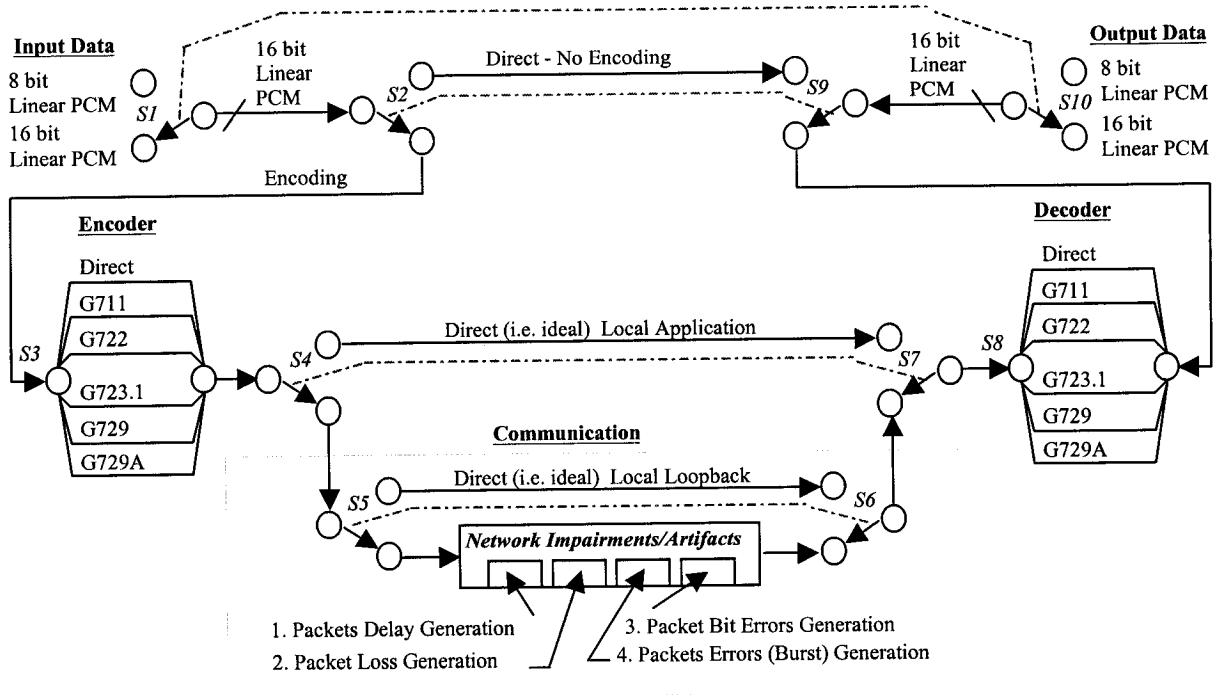 Input Data
8 bit
Linear PCM
S1
16 bit
Linear PCM
16 bit
Linear
PCM
S2
Direct - No Encoding
S9
16 bit
Linear
PCM
Output Data
8 bit
Linear PCM
S10
16 bit
Linear PCM
Encoding
Encoder
Direct
G711
G722
G723.1
G729
G729A
S3
S4
Direct (i.e. ideal) Local Application
S7
S8
Decoder
Direct
G711
G722
G723.1
G729
G729A
Communication
Direct (i.e. ideal) Local Loopback
S5
S6
Network Impairments/Artifacts
1. Packets Delay Generation
2. Packet Loss Generation
3. Packet Bit Errors Generation
4. Packets Errors (Burst) Generation